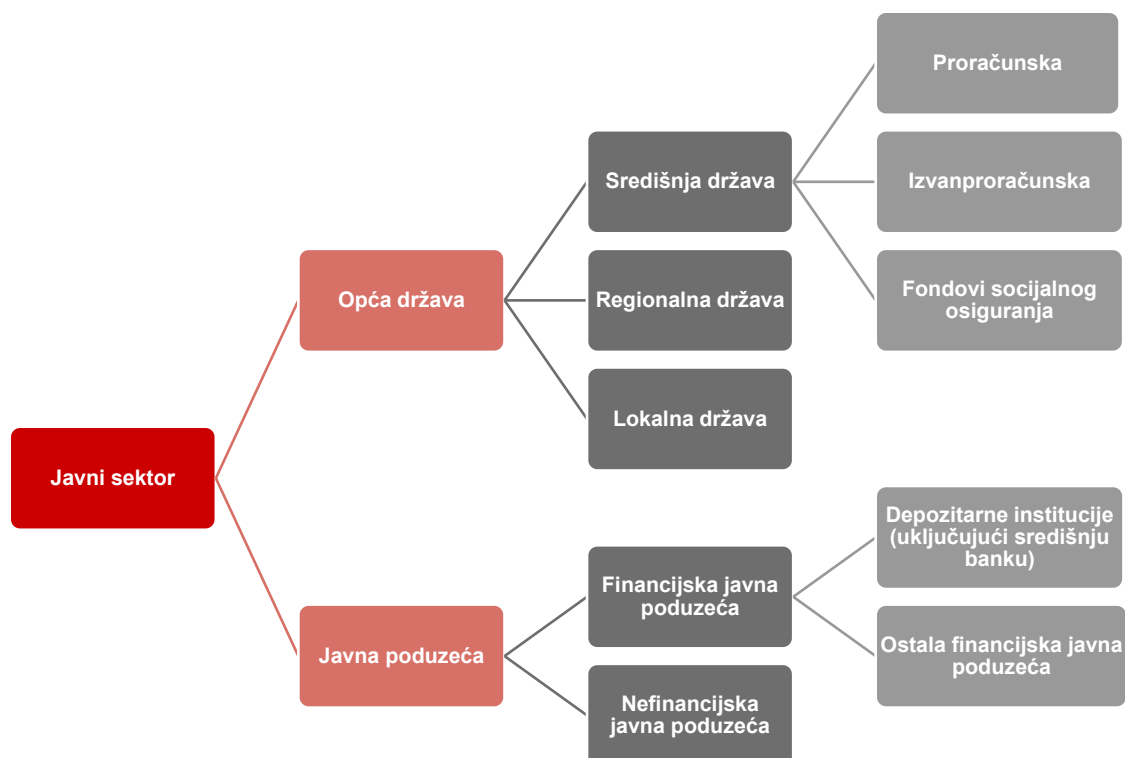 Javni sektor
Opća država
Središnja država
Proračunska
Izvanproračunska
Fondovi socijalnog
osiguranja
Regionalna država
Lokalna država
Javna poduzeća
Financijska javna
poduzeća
Depozitarne institucije
(uključujući središnju
banku)
Ostala financijska javna
poduzeća
Nefinancijska
javna poduzeća